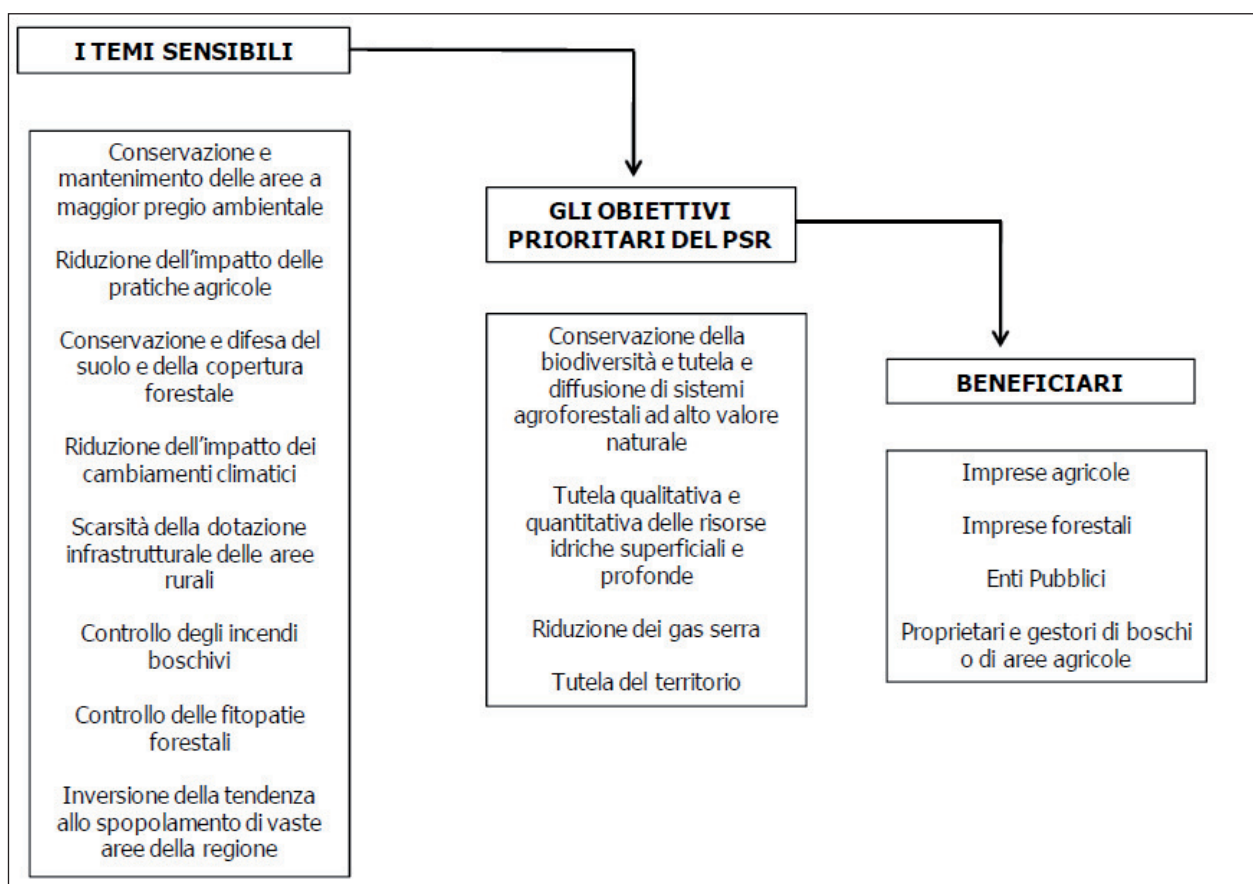 I TEMI SENSIBILI
Conservazione e
mantenimento delle aree a
maggior pregio ambientale
Riduzione dell'impatto delle
pratiche agricole
Conservazione e difesa del
suolo e della copertura
forestale
Riduzione dell'impatto dei
cambiamenti climatici
Scarsità della dotazione
infrastrutturale delle aree
rurali
Controllo degli incendi
boschivi
Controllo delle fitopatie
forestali
Inversione della tendenza
allo spopolamento di vaste
aree della regione
GLI OBIETTIVI
PRIORITARI DEL PSR
Conservazione della
biodiversità e tutela e
diffusione di sistemi
agroforestali ad alto valore
naturale
Tutela qualitativa e
quantitativa delle risorse
idriche superficiali e
profonde
Riduzione dei gas serra
Tutela del territorio
BENEFICIARI
Imprese agricole
Imprese forestali
Enti Pubblici
Proprietari e gestori di boschi
o di aree agricole